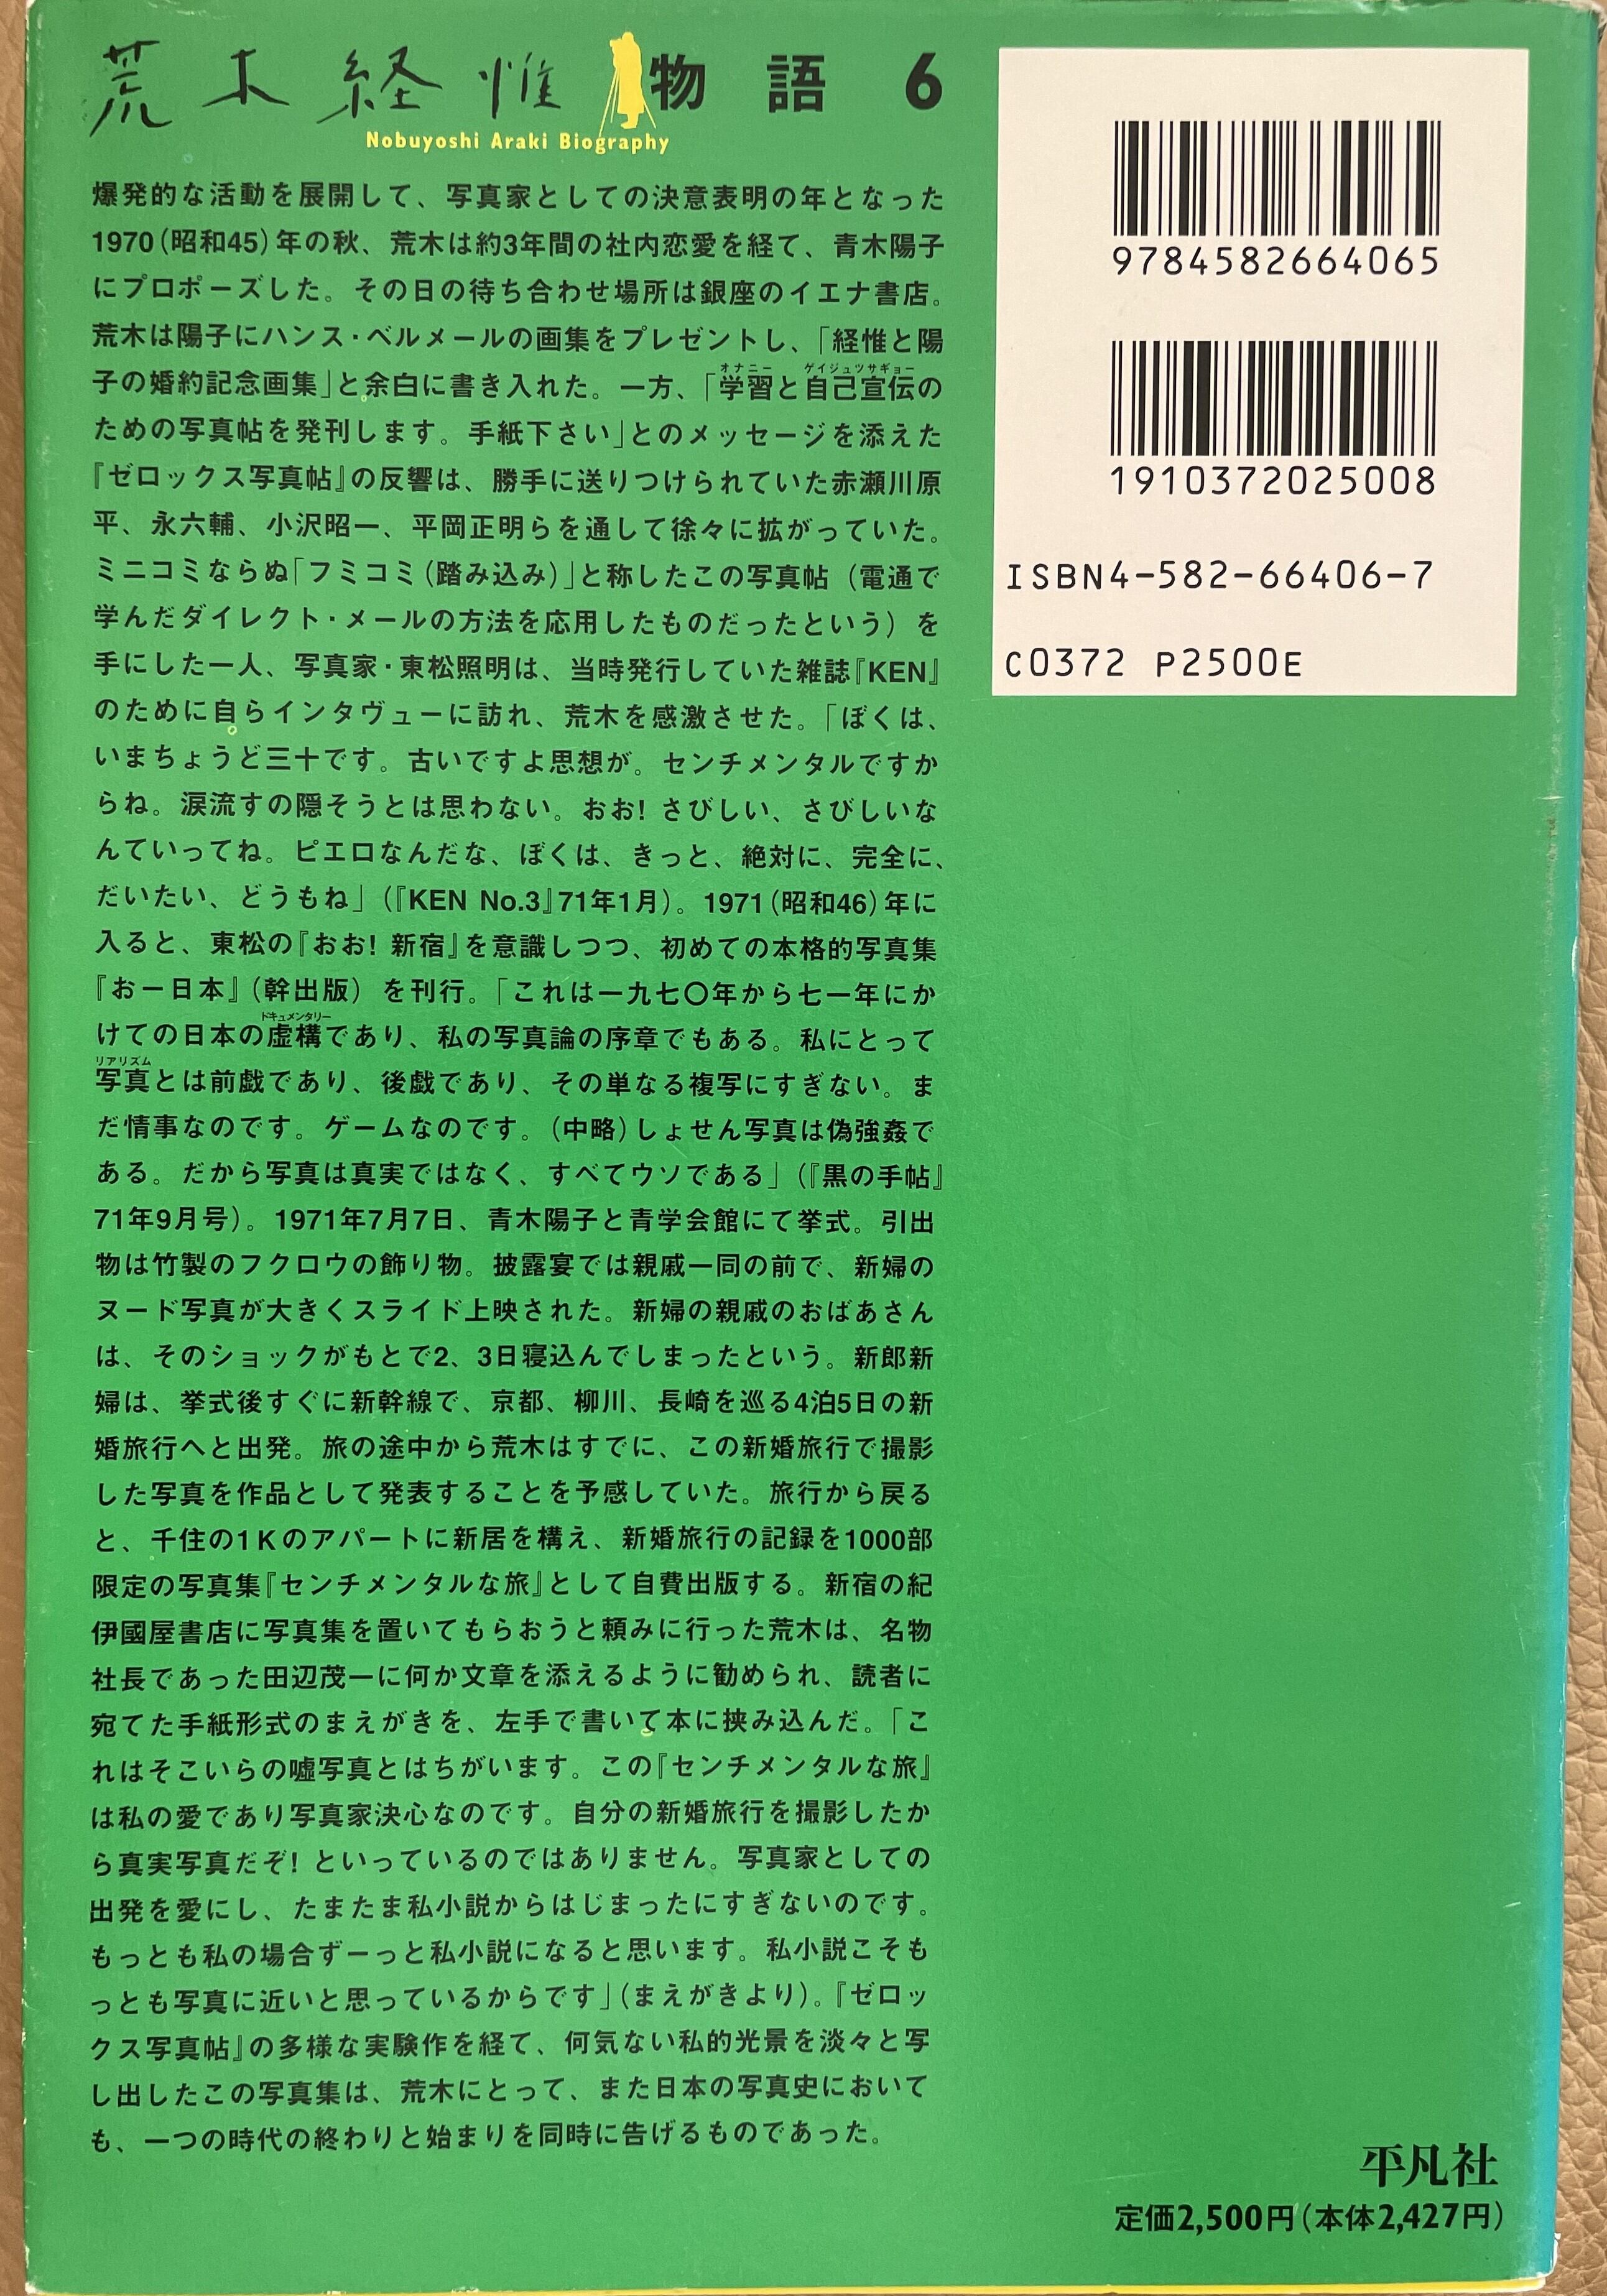 荒木経惟物語6
Nobuyoshi Araki Biography
爆発的な活動を展開して、写真家としての決意表明の年となった
1970(昭和45)年の秋、荒木は約3年間の社内恋愛を経て、青木陽子
にプロポーズした。その日の待ち合わせ場所は銀座のイエナ書店。
荒木は陽子にハンス・ベルメールの画集をプレゼントし、「経惟と陽
オナニー ゲイジュツサギョー
子の婚約記念画集」と余白に書き入れた。一方、「学習と自己宣伝の
ための写真帖を発刊します。手紙下さい」とのメッセージを添えた
『ゼロックス写真帖』の反響は、勝手に送りつけられていた赤瀬川原
平、永六輔、小沢昭一、平岡正明らを通して徐々に拡がっていた。
ミニコミならぬ「フミコミ(踏み込み)」と称したこの写真帖（電通で
学んだダイレクト・メールの方法を応用したものだったという）を
手にした一人、写真家・東松照明は、当時発行していた雑誌『KEN』
のために自らインタヴューに訪れ、荒木を感激させた。「ぼくは、
いまちょうど三十です。古いですよ思想が。センチメンタルですか
らね。涙流すの隠そうとは思わない。おお! さびしい、さびしいな
んていってね。ピエロなんだな、ぼくは、きっと、絶対に、完全に、
だいたい、どうもね」(『KEN No.3』71年1月)。1971(昭和46)年に
入ると、東松の『おお! 新宿』を意識しつつ、初めての本格的写真集
『おー日本』(幹出版）を刊行。「これは一九七〇年から七一年にか
ドキュメンタリー
けての日本の虚構であり、私の写真論の序章でもある。私にとって
リアリズム
写真とは前戯であり、後戯であり、その単なる複写にすぎない。ま
だ情事なのです。ゲームなのです。(中略)しょせん写真は偽強姦で
ある。だから写真は真実ではなく、すべてウソである」(『黒の手帖』
71年9月号)。1971年7月7日、青木陽子と青学会館にて挙式。引出
物は竹製のフクロウの飾り物。披露宴では親戚一同の前で、新婦の
ヌード写真が大きくスライド上映された。新婦の親戚のおばあさん
は、そのショックがもとで2、3日寝込んでしまったという。新郎新
婦は、挙式後すぐに新幹線で、京都、柳川、長崎を巡る4泊5日の新
婚旅行へと出発。旅の途中から荒木はすでに、この新婚旅行で撮影
した写真を作品として発表することを予感していた。旅行から戻る
と、千住の1Kのアパートに新居を構え、新婚旅行の記録を1000部
限定の写真集『センチメンタルな旅』として自費出版する。新宿の紀
伊國屋書店に写真集を置いてもらおうと頼みに行った荒木は、名物
社長であった田辺茂一に何か文章を添えるように勧められ、読者に
宛てた手紙形式のまえがきを、左手で書いて本に挟み込んだ。「こ
れはそこいらの嘘写真とはちがいます。この『センチメンタルな旅』
は私の愛であり写真家決心なのです。自分の新婚旅行を撮影したか
ら真実写真だぞ! といっているのではありません。写真家としての
出発を愛にし、たまたま私小説からはじまったにすぎないのです。
もっとも私の場合ずーっと私小説になると思います。私小説こそも
っとも写真に近いと思っているからです」(まえがきより)。『ゼロッ
クス写真帖』の多様な実験作を経て、何気ない私的光景を淡々と写
し出したこの写真集は、荒木にとって、また日本の写真史において
も、一つの時代の終わりと始まりを同時に告げるものであった。
9784582664065
1910372025008
ISBN4-582-66406-7
C0372 P2500E
平凡社
定価2,500円(本体2,427円)